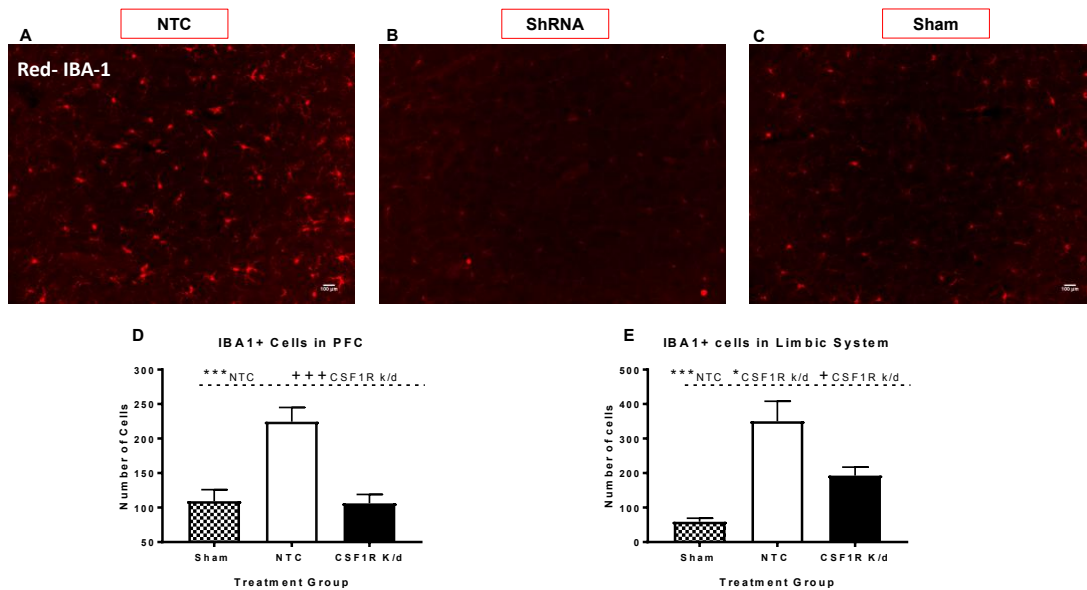 NTC
ShRNA
Sham
A
B
C
Red- IBA-1
100 µm
100 µm
D
IBA1+ Cells in PFC
***NTC +++CSF1R k/d
Number of Cells
300
250
200
150
100
50
Sham NTC CSF1R K/d
Treatment Group
E
IBA1+ cells in Limbic System
***NTC *CSF1R k/d +CSF1R k/d
Number of cells
500
400
300
200
100
0
Sham NTC CSF1R K/d
Treatment Group